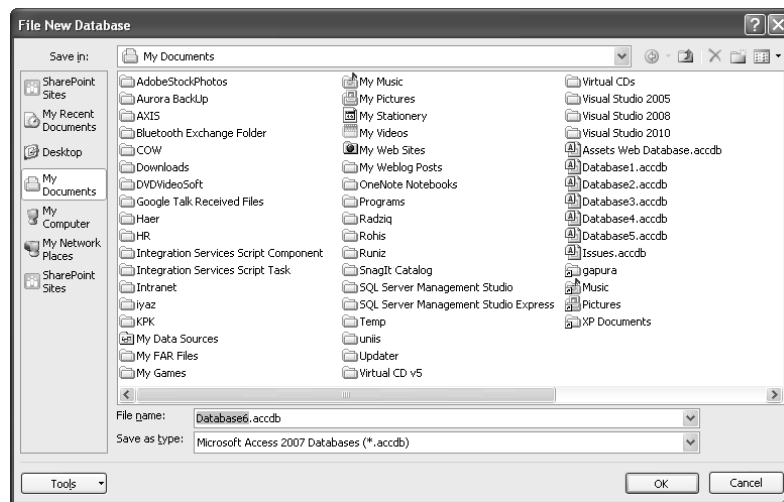 File New Database
Save in:
My Documents
SharePoint
Sites
My Recent
Documents
Desktop
My
Documents
My
Computer
My Network
Places
SharePoint
Sites
AdobeStockPhotos
Aurora BackUp
AXIS
Bluetooth Exchange Folder
COW
Downloads
DVDVideoSoft
Google Talk Received Files
Haer
HR
Integration Services Script Component
Integration Services Script Task
Intranet
iyaz
KPK
My Data Sources
My FAR Files
My Games
My Music
My Pictures
My Stationery
My Videos
My Web Sites
My Weblog Posts
OneNote Notebooks
Programs
Radziq
Rohis
Runiz
SnagIt Catalog
SQL Server Management Studio
SQL Server Management Studio Express
Temp
uniis
Updater
Virtual CD v5
Virtual CDs
Visual Studio 2005
Visual Studio 2008
Visual Studio 2010
Assets Web Database.accdb
Database1.accdb
Database2.accdb
Database3.accdb
Database4.accdb
Database5.accdb
Issues.accdb
gapura
Music
Pictures
XP Documents
File name:
Database6.accdb
Save as type:
Microsoft Access 2007 Databases (*.accdb)
Tools
OK
Cancel